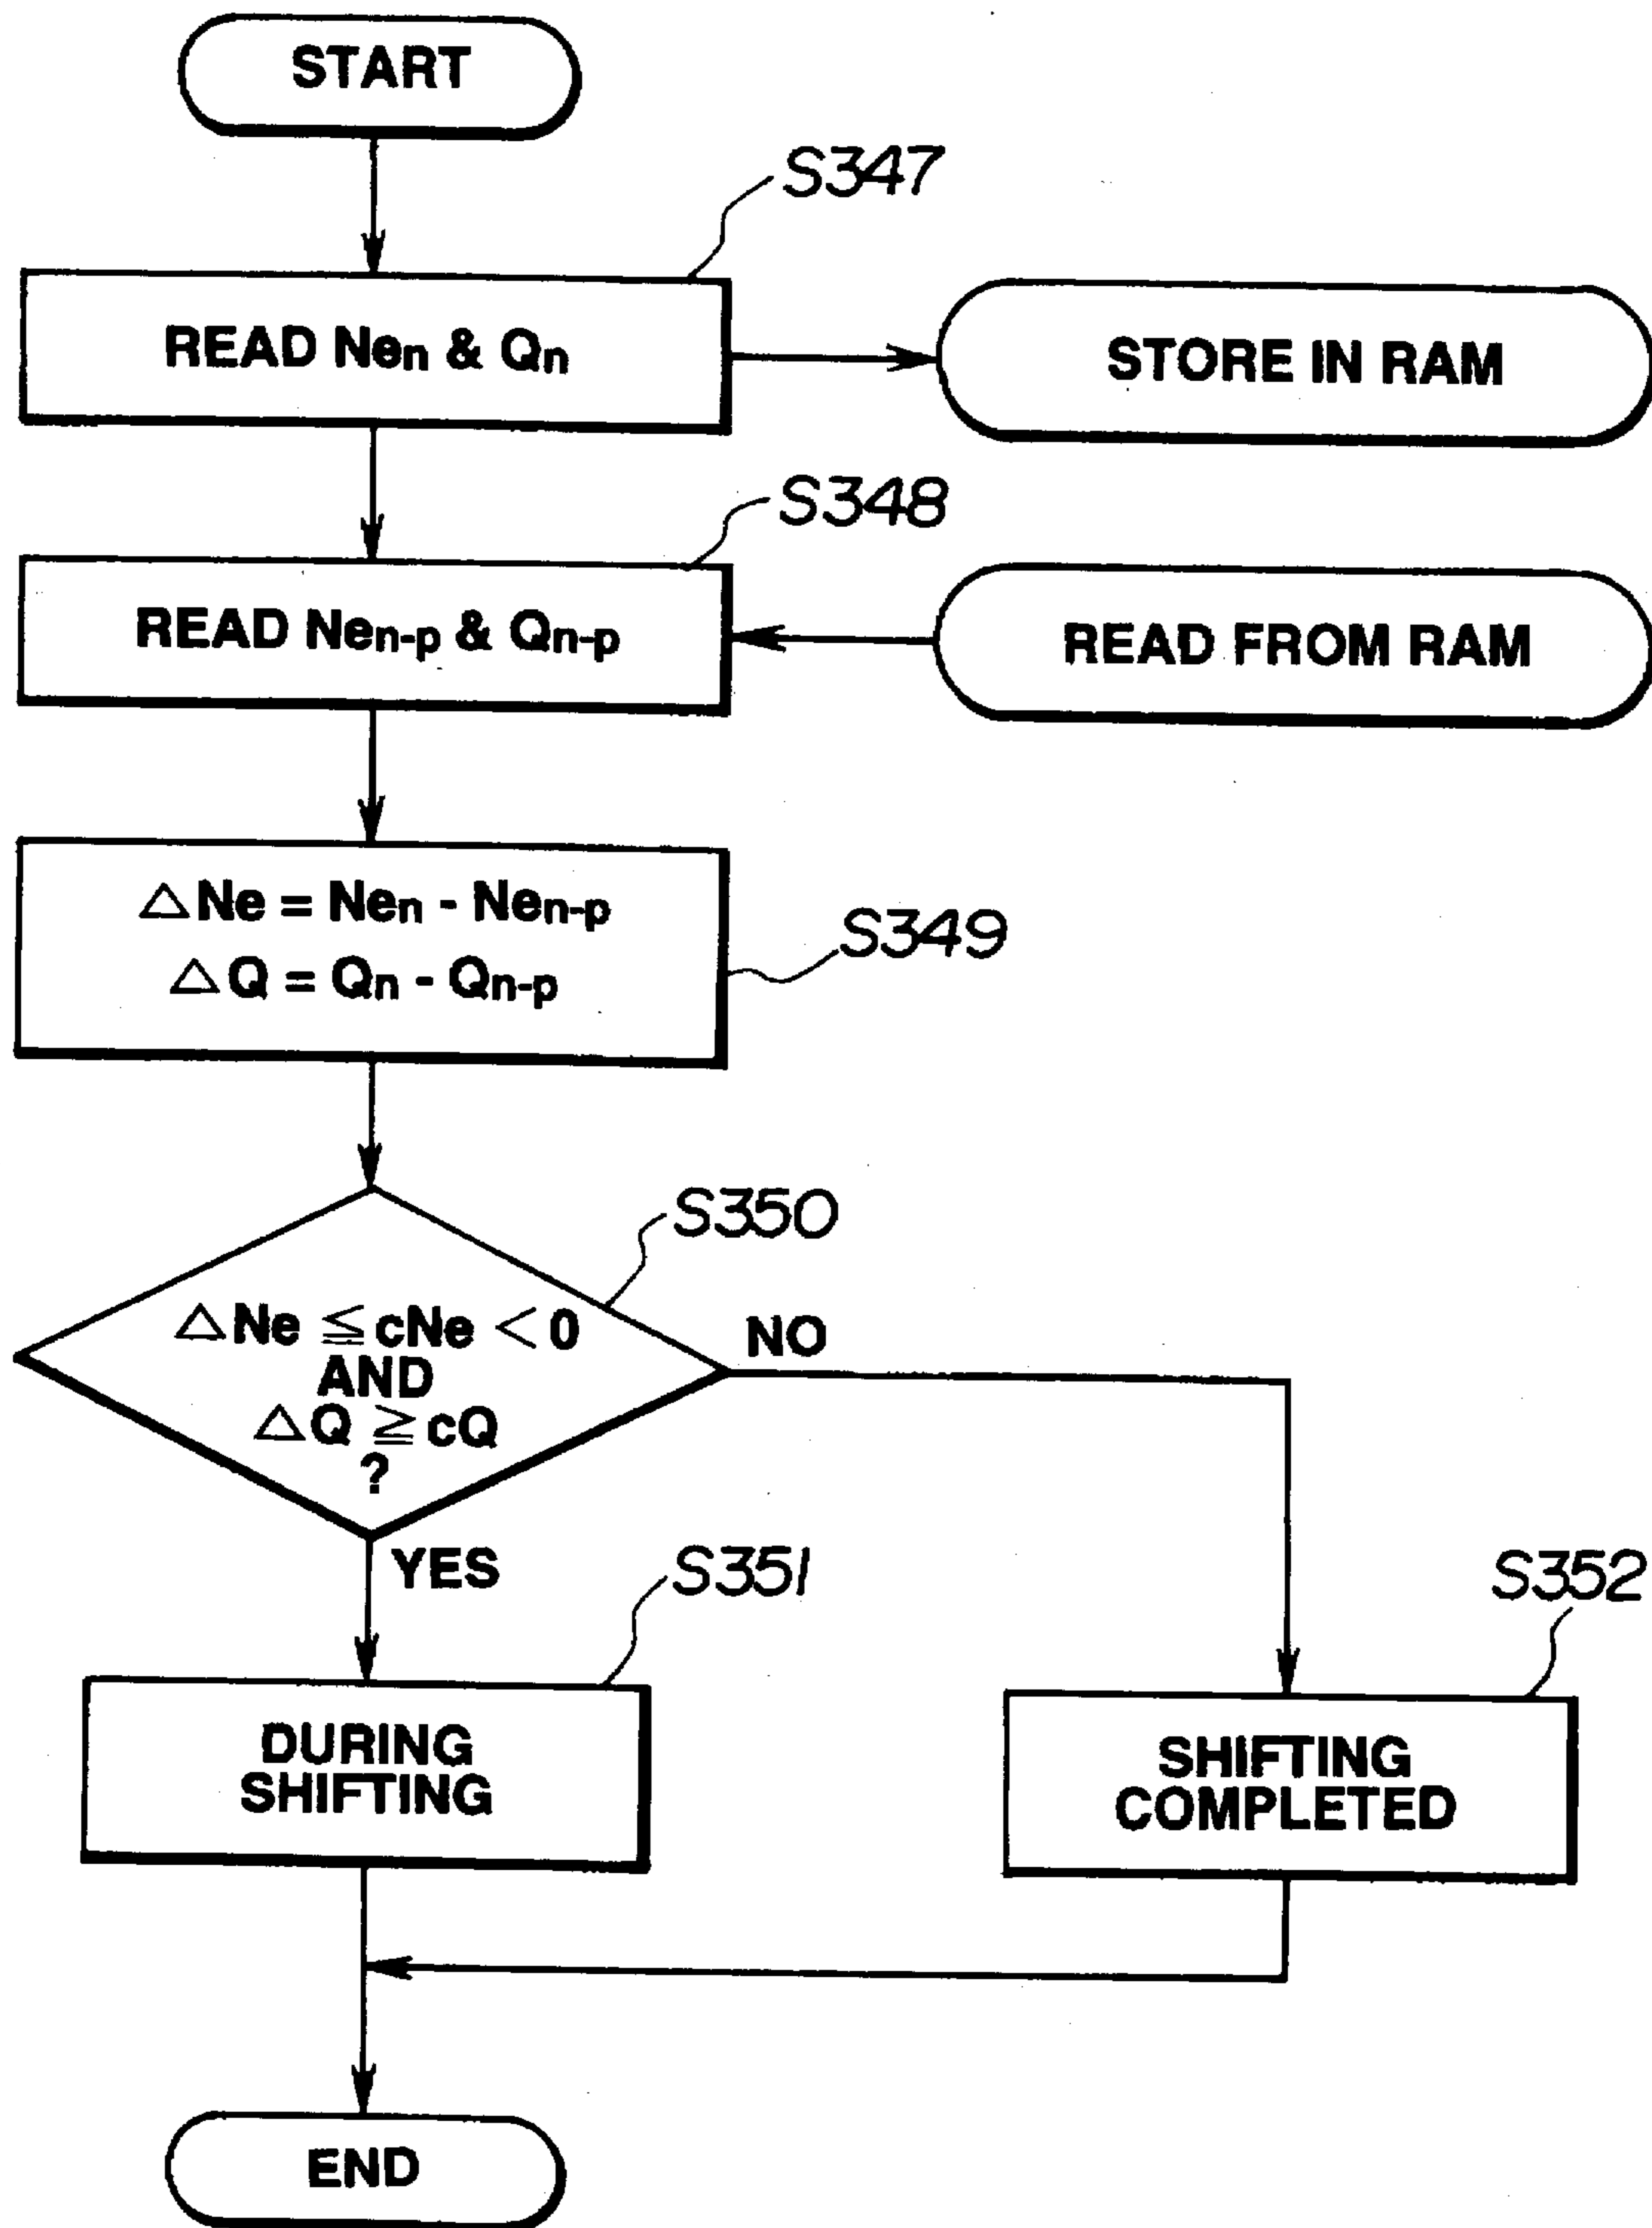 START
S347
READ Nen & Qn
STORE IN RAM
S348
READ Nen-p & Qn-p
READ FROM RAM
△Ne = Nen - Nen-p
△Q = Qn - Qn-p
S349
S350
△Ne ≦ cNe < 0
AND
△Q ≧ cQ
?
NO
YES
S351
S352
DURING
SHIFTING
SHIFTING
COMPLETED
END